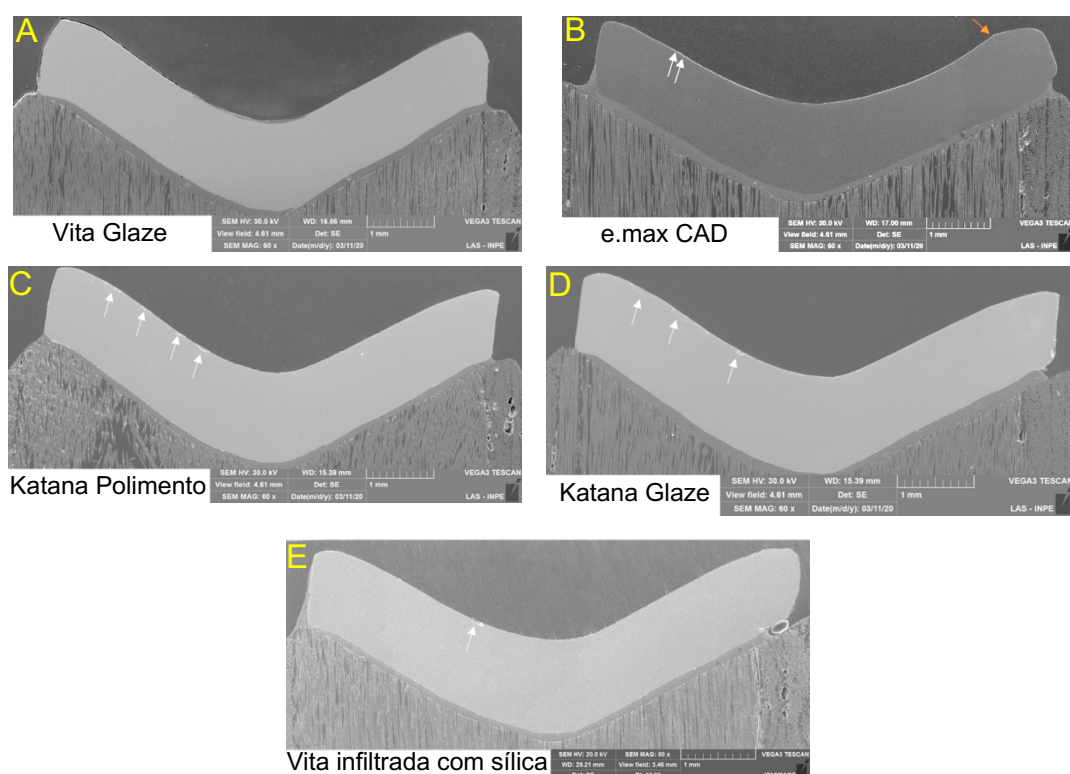 A
SEM HV: 30.0 kV WD: 16.66 mm VEGA3 TESCAN
View field: 4.61 mm Det: SE 1 mm
SEM MAG: 60 x Date(m/d/y): 03/11/20 LAS - INPE
Vita Glaze
B
SEM HV: 30.0 kV WD: 17.00 mm VEGA3 TESCAN
View field: 4.61 mm Det: SE 1 mm
SEM MAG: 60 x Date(m/d/y): 03/11/20 LAS - INPE
e.max CAD
C
SEM HV: 30.0 kV WD: 15.39 mm VEGA3 TESCAN
View field: 4.61 mm Det: SE 1 mm
SEM MAG: 60 x Date(m/d/y): 03/11/20 LAS - INPE
Katana Polimento
D
SEM HV: 30.0 kV WD: 15.39 mm VEGA3 TESCAN
View field: 4.61 mm Det: SE 1 mm
SEM MAG: 60 x Date(m/d/y): 03/11/20 LAS - INPE
Katana Glaze
E
SEM HV: 20.0 kV SEM MAG: 60 x VEGA3 TESCAN
WD: 29.21 mm View field: 3.46 mm 1 mm
Vita infiltrada com sílica